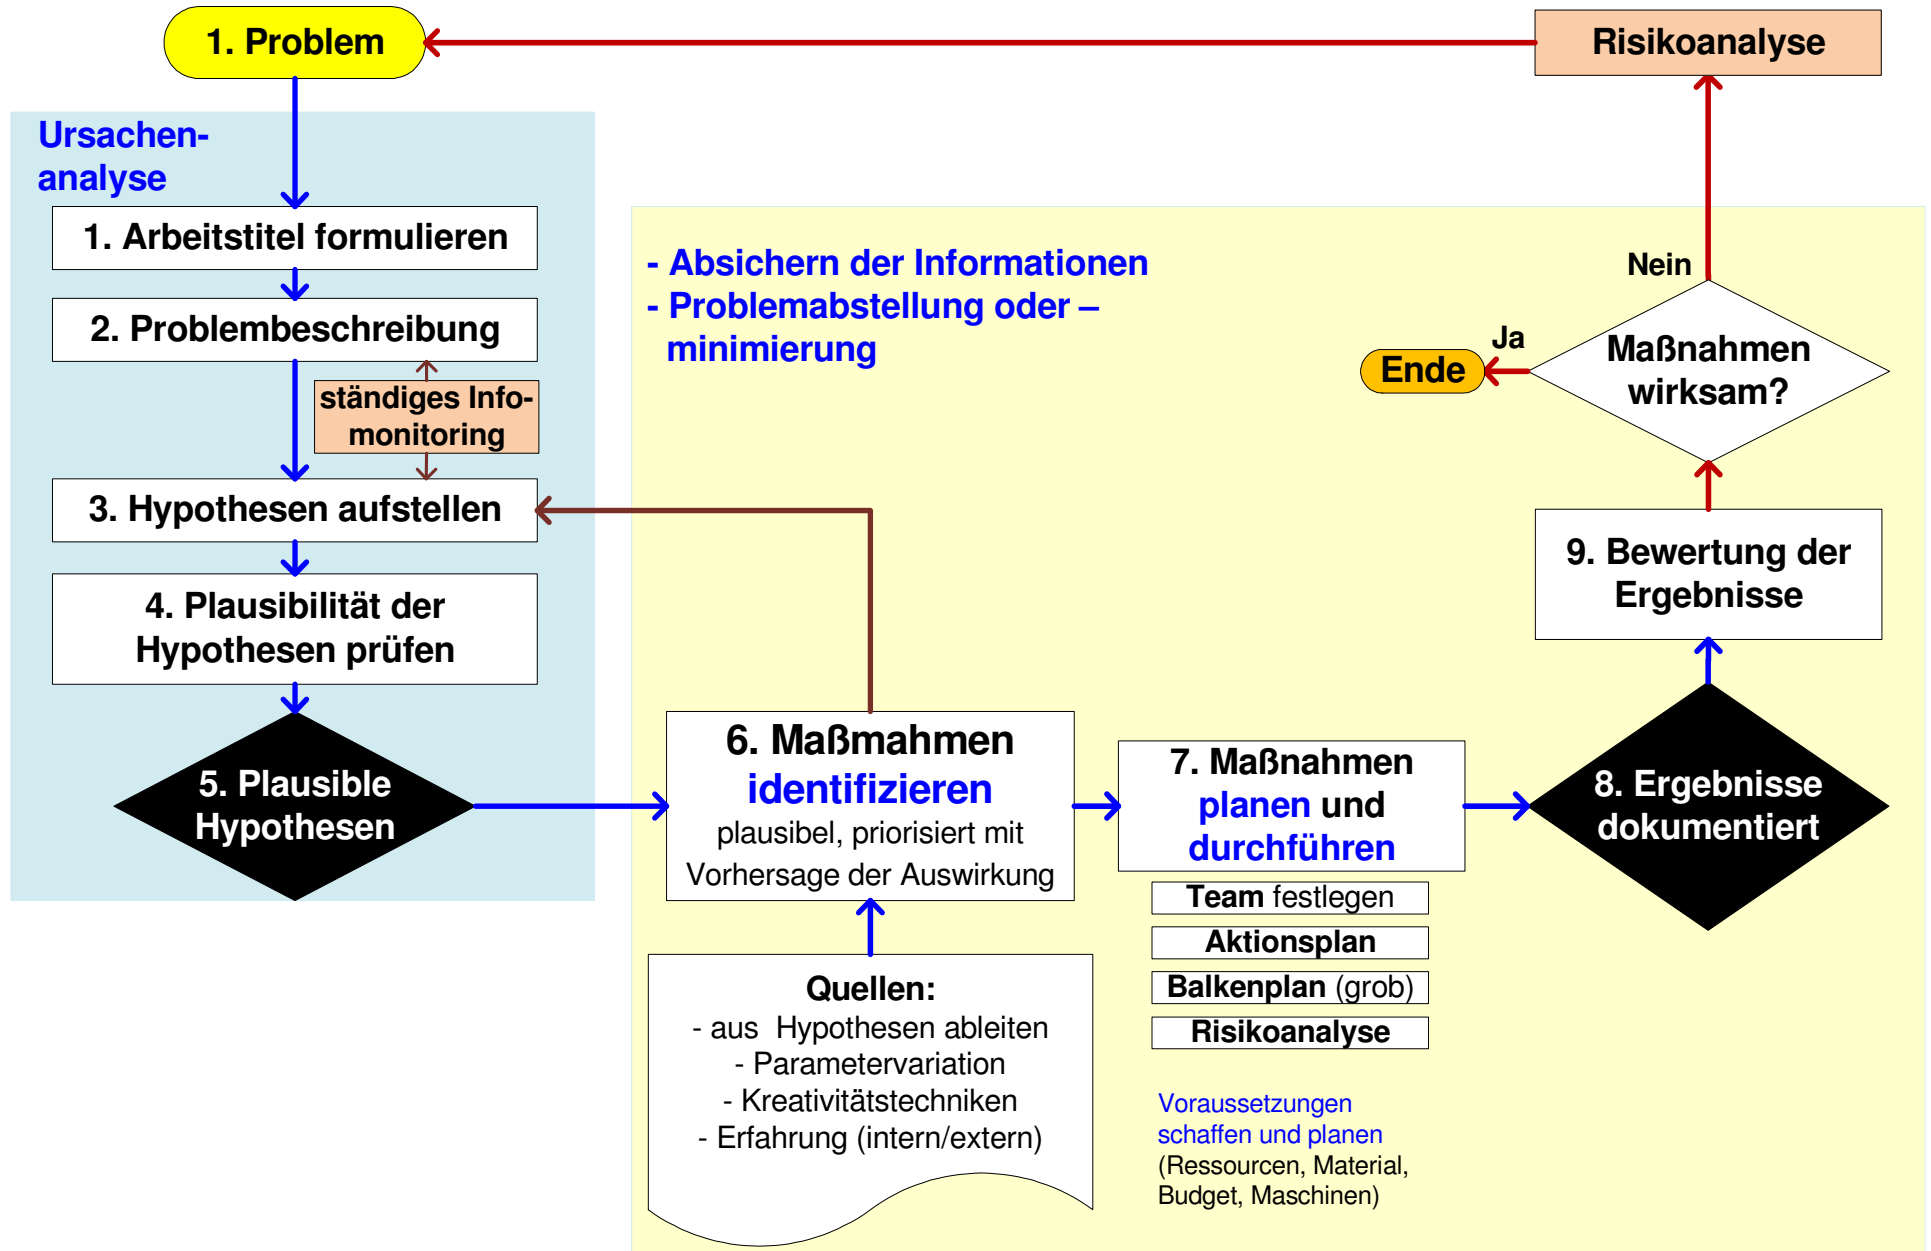 1. Problem
Risikoanalyse
Ursachen-
analyse
1. Arbeitstitel formulieren
2. Problembeschreibung
ständiges Info-
monitoring
3. Hypothesen aufstellen
4. Plausibilität der
Hypothesen prüfen
5. Plausible
Hypothesen
- Absichern der Informationen
- Problemabstellung oder –
minimierung
6. Maßmahmen
identifizieren
plausibel, priorisiert mit
Vorhersage der Auswirkung
Quellen:
- aus  Hypothesen ableiten
- Parametervariation
- Kreativitätstechniken
- Erfahrung (intern/extern)
7. Maßnahmen
planen und
durchführen
Team festlegen
Aktionsplan
Balkenplan (grob)
Risikoanalyse
Voraussetzungen
schaffen und planen
(Ressourcen, Material,
Budget, Maschinen)
8. Ergebnisse
dokumentiert
9. Bewertung der
Ergebnisse
Maßnahmen
wirksam?
Nein
Ja
Ende